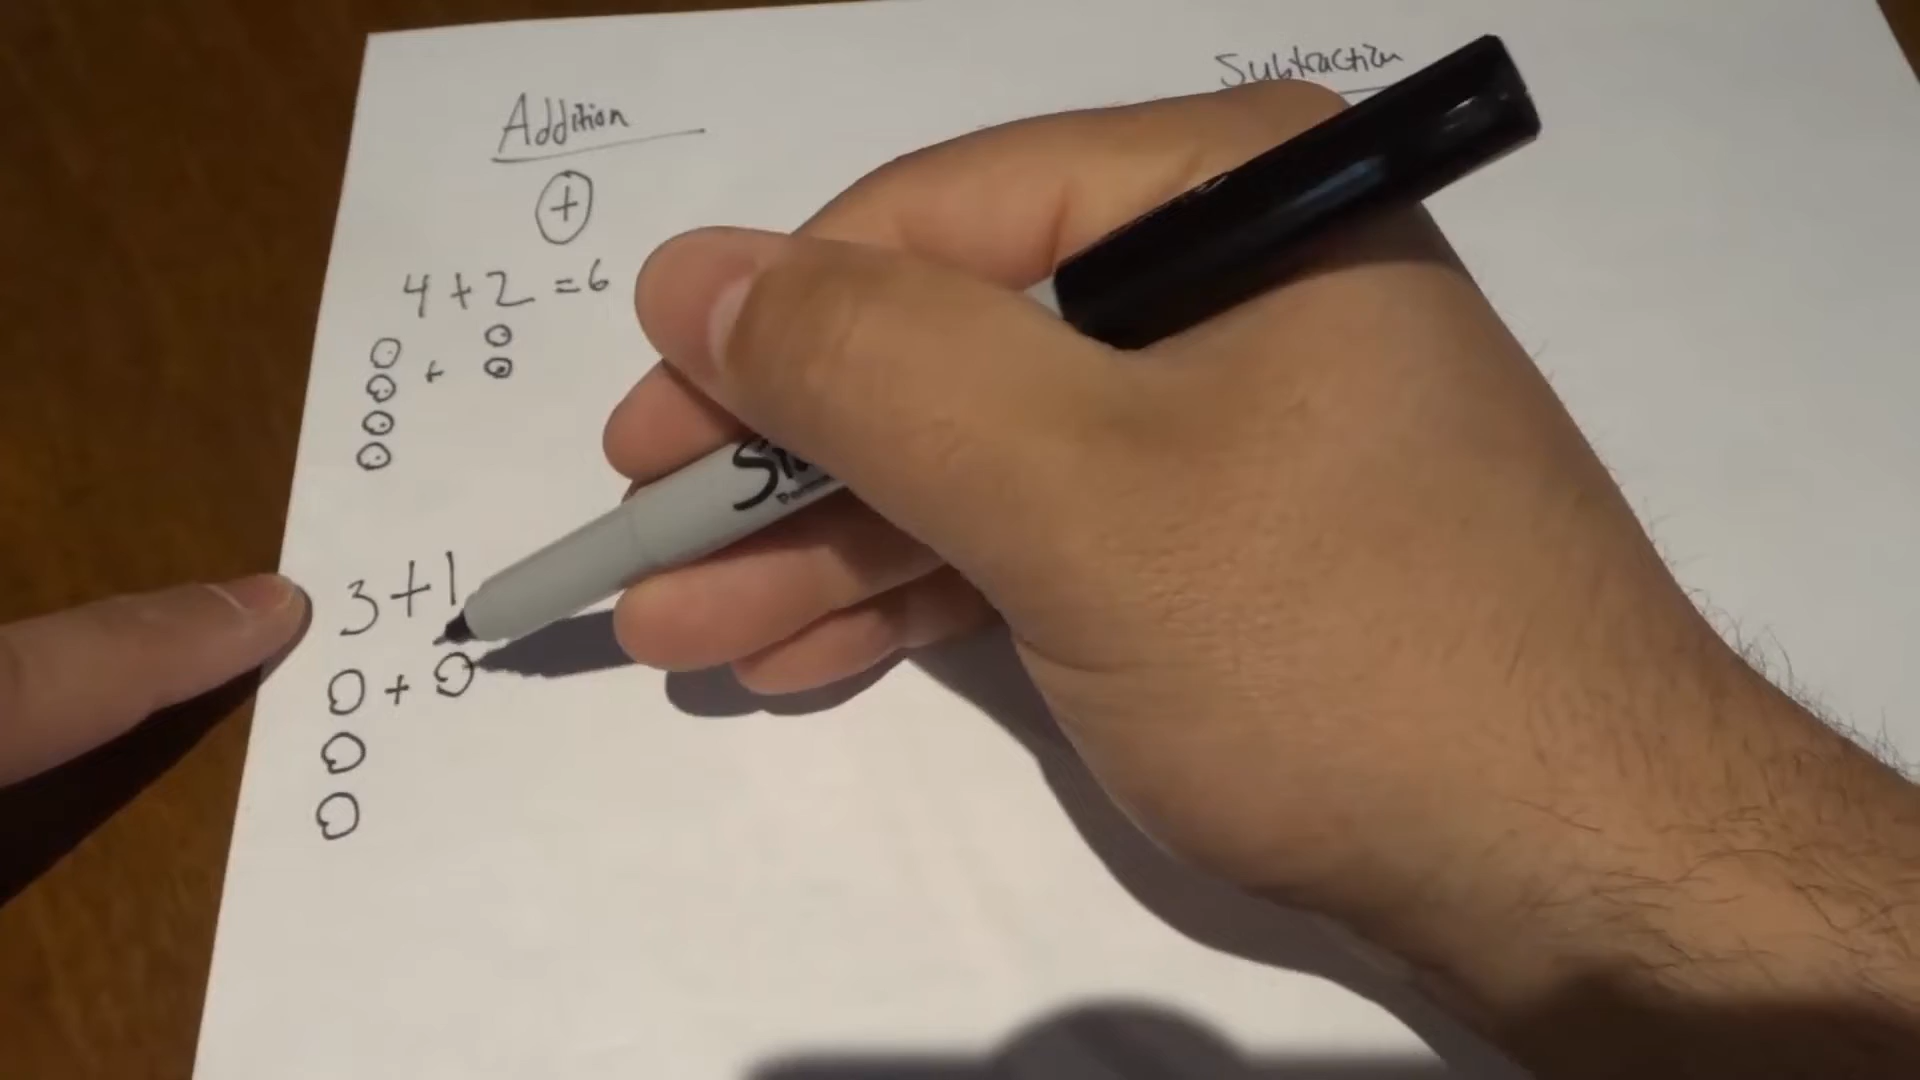 Subtraction
Addition
+
4 + 2 = 6
+
3 + 1
+